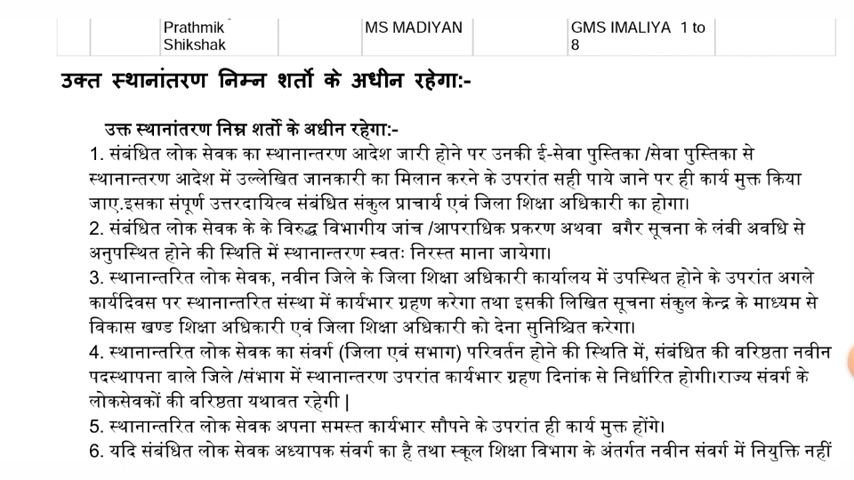 Prathmik MS MADIYAN GMS IMALIYA 1 to
Shikshak 8
उक्त स्थानांतरण निम्न शर्तो के अधीन रहेगा:-
उक्त स्थानांतरण निम्न शर्तो के अधीन रहेगा:-
1. संबंधित लोक सेवक का स्थानान्तरण आदेश जारी होने पर उनकी ई-सेवा पुस्तिका /सेवा पुस्तिका से
स्थानान्तरण आदेश में उल्लेखित जानकारी का मिलान करने के उपरांत सही पाये जाने पर ही कार्य मुक्त किया
जाए.इसका संपूर्ण उत्तरदायित्व संबंधित संकुल प्राचार्य एवं जिला शिक्षा अधिकारी का होगा।
2. संबंधित लोक सेवक के के विरुद्ध विभागीय जांच /आपराधिक प्रकरण अथवा बगैर सूचना के लंबी अवधि से
अनुपस्थित होने की स्थिति में स्थानान्तरण स्वतः निरस्त माना जायेगा।
3. स्थानान्तरित लोक सेवक, नवीन जिले के जिला शिक्षा अधिकारी कार्यालय में उपस्थित होने के उपरांत अगले
कार्यदिवस पर स्थानान्तरित संस्था में कार्यभार ग्रहण करेगा तथा इसकी लिखित सूचना संकुल केन्द्र के माध्यम से
विकास खण्ड शिक्षा अधिकारी एवं जिला शिक्षा अधिकारी को देना सुनिश्चित करेगा।
4. स्थानान्तरित लोक सेवक का संवर्ग (जिला एवं सभाग) परिवर्तन होने की स्थिति में, संबंधित की वरिष्ठता नवीन
पदस्थापना वाले जिले /संभाग में स्थानान्तरण उपरांत कार्यभार ग्रहण दिनांक से निर्धारित होगी।राज्य संवर्ग के
लोकसेवकों की वरिष्ठता यथावत रहेगी |
5. स्थानान्तरित लोक सेवक अपना समस्त कार्यभार सौपने के उपरांत ही कार्य मुक्त होंगे।
6. यदि संबंधित लोक सेवक अध्यापक संवर्ग का है तथा स्कूल शिक्षा विभाग के अंतर्गत नवीन संवर्ग में नियुक्ति नहीं